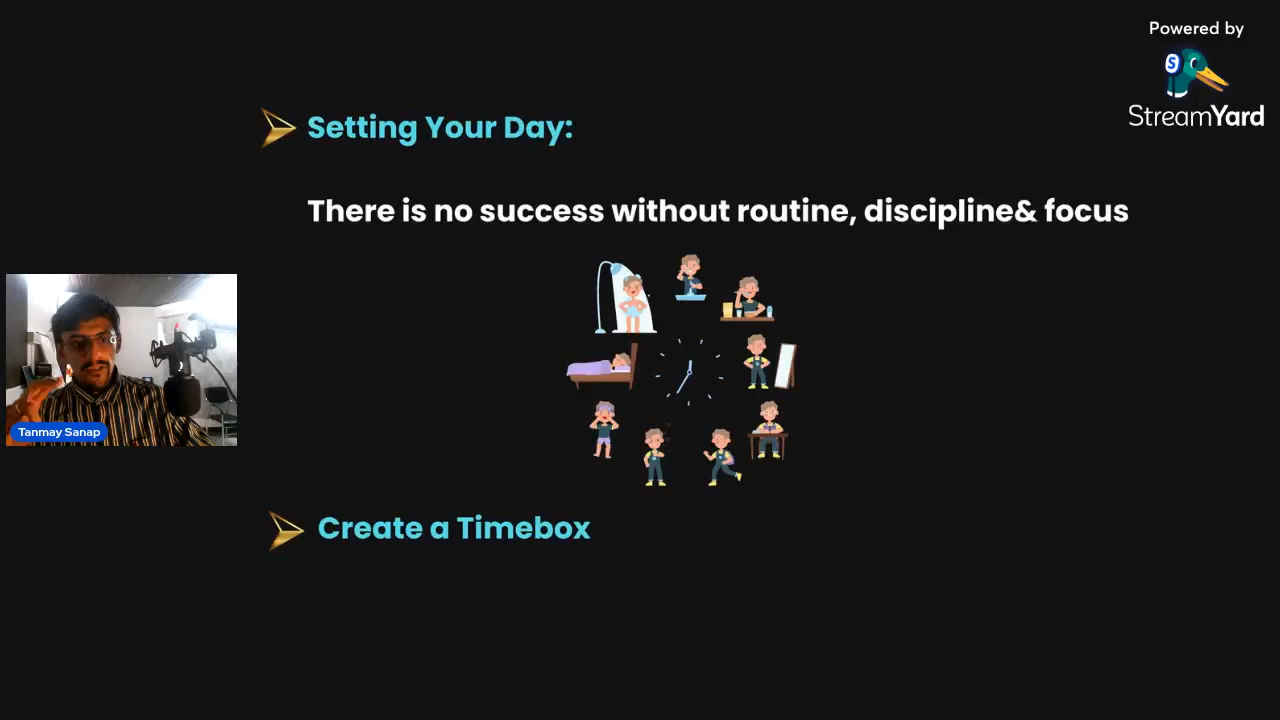 Powered by
S
StreamYard
Setting Your Day:
There is no success without routine, discipline& focus
Tanmay Sanap
Create a Timebox